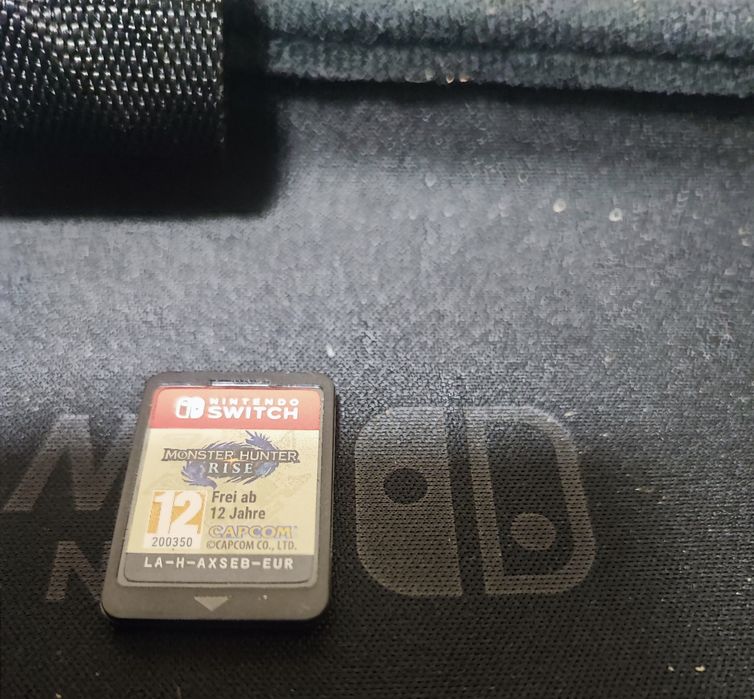 NINTENDO
SWITCH
MONSTER HUNTER
RISE
12
200350
Frei ab
12 Jahre
CAPCOM
©CAPCOM CO., LTD.
LA-H-AXSEB-EUR
M
N